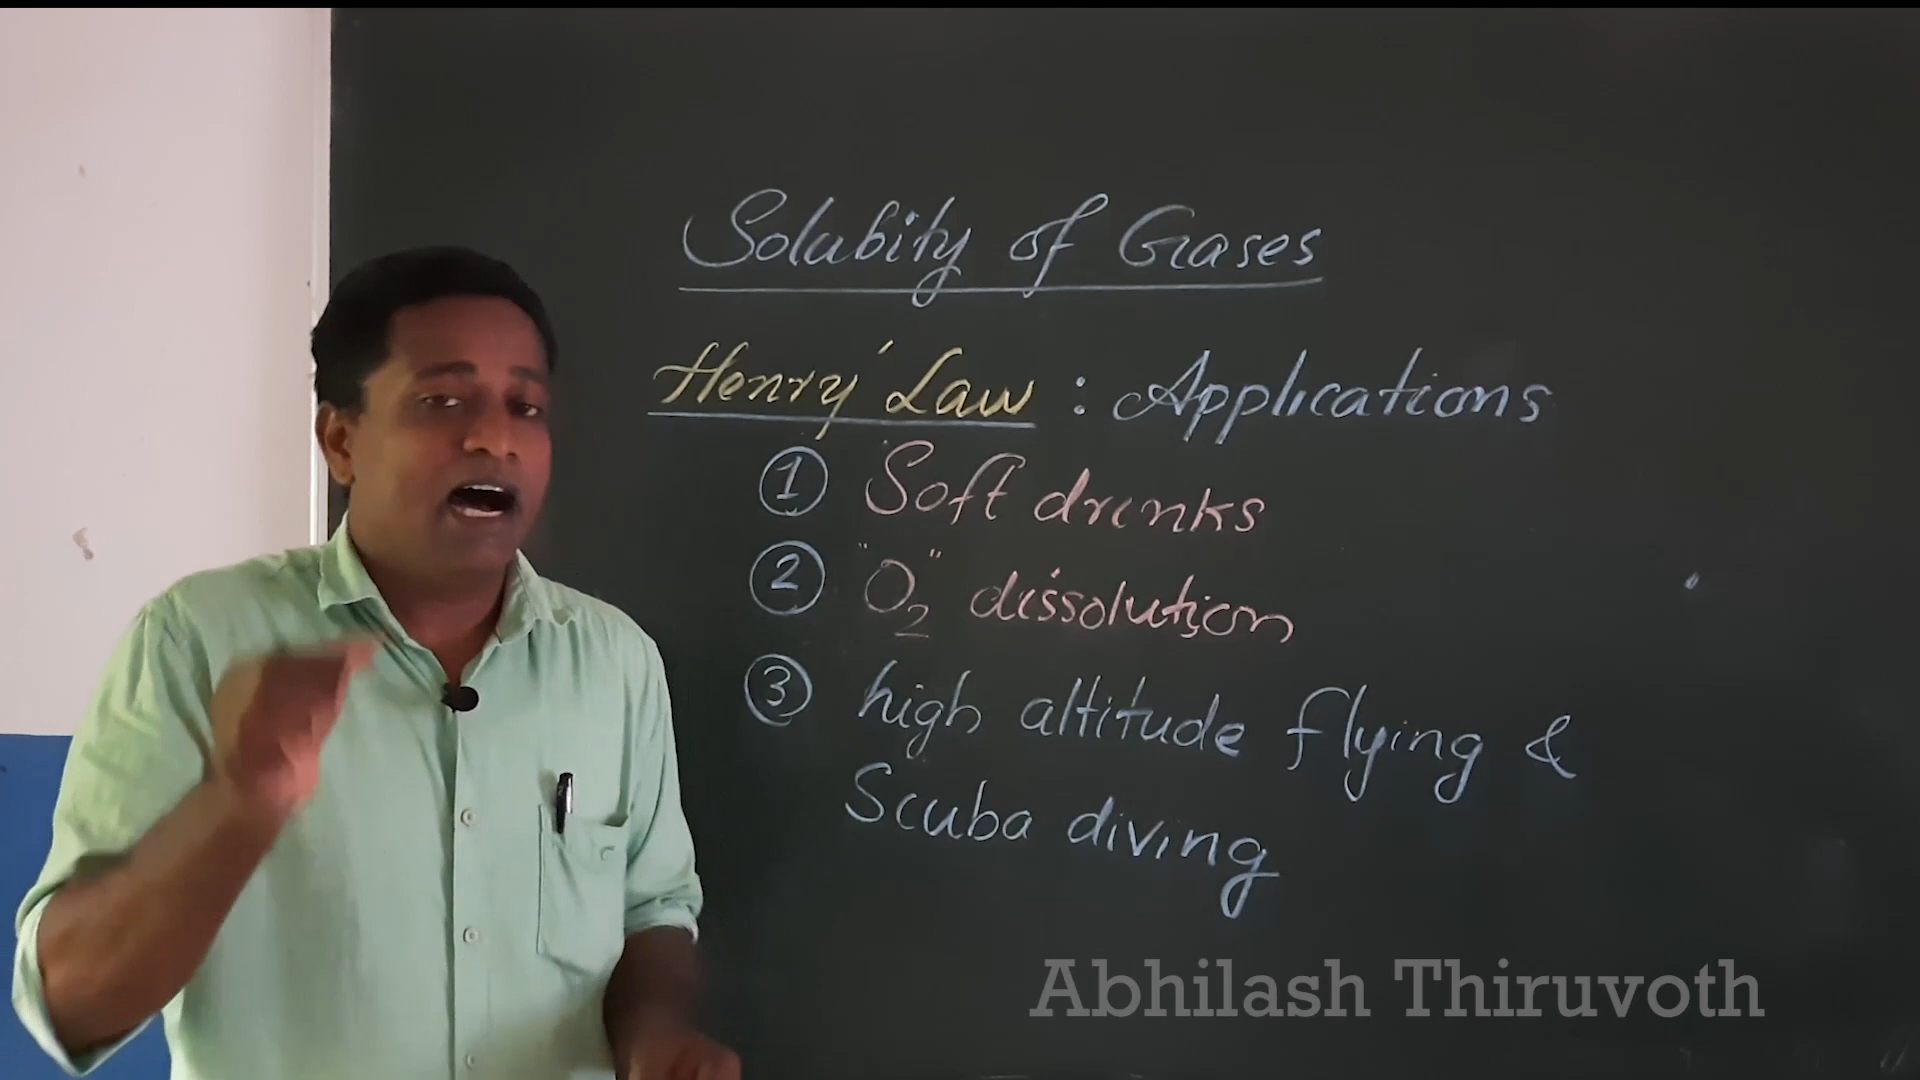 Solubity of Gases
Henry' Law : Applications
① Soft drinks
② "O₂" dissolution
③ high altitude flying &
Scuba diving
Abhilash Thiruvoth